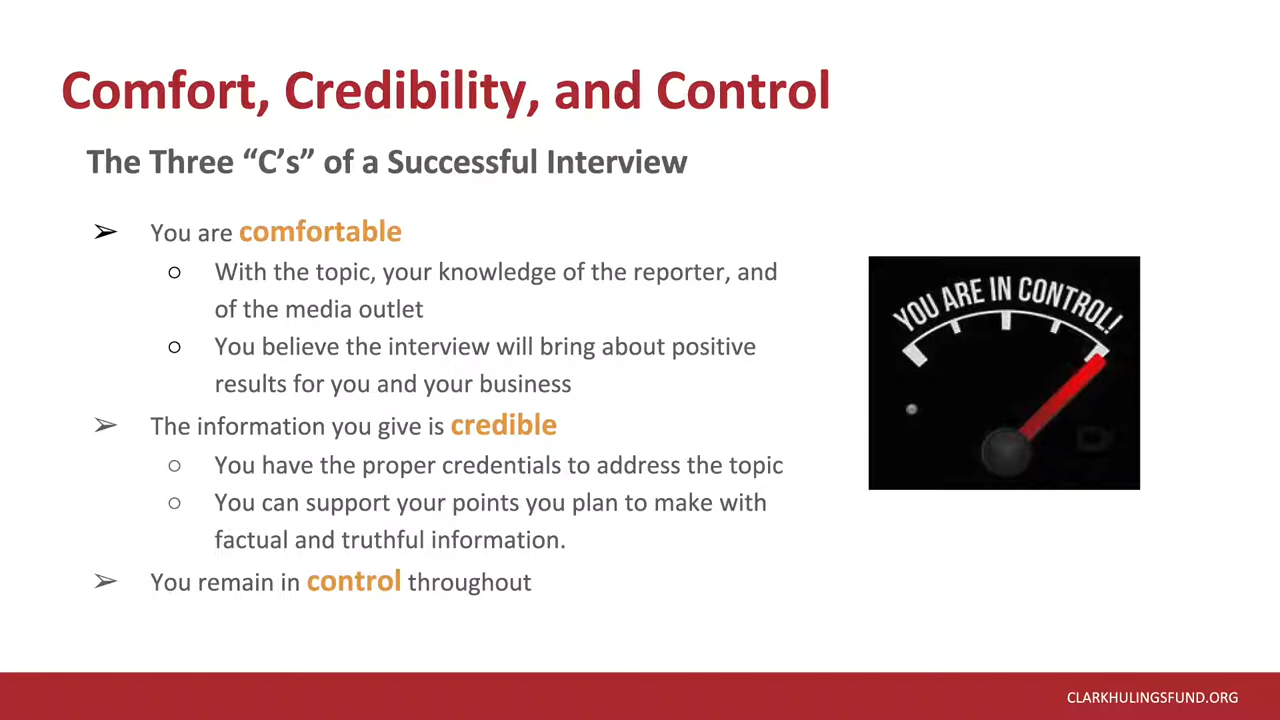 Comfort, Credibility, and Control
The Three “C’s” of a Successful Interview
➢ You are comfortable
○ With the topic, your knowledge of the reporter, and
of the media outlet
○ You believe the interview will bring about positive
results for you and your business
➢ The information you give is credible
○ You have the proper credentials to address the topic
○ You can support your points you plan to make with
factual and truthful information.
➢ You remain in control throughout
YOU ARE IN CONTROL!
CLARKHULINGSFUND.ORG